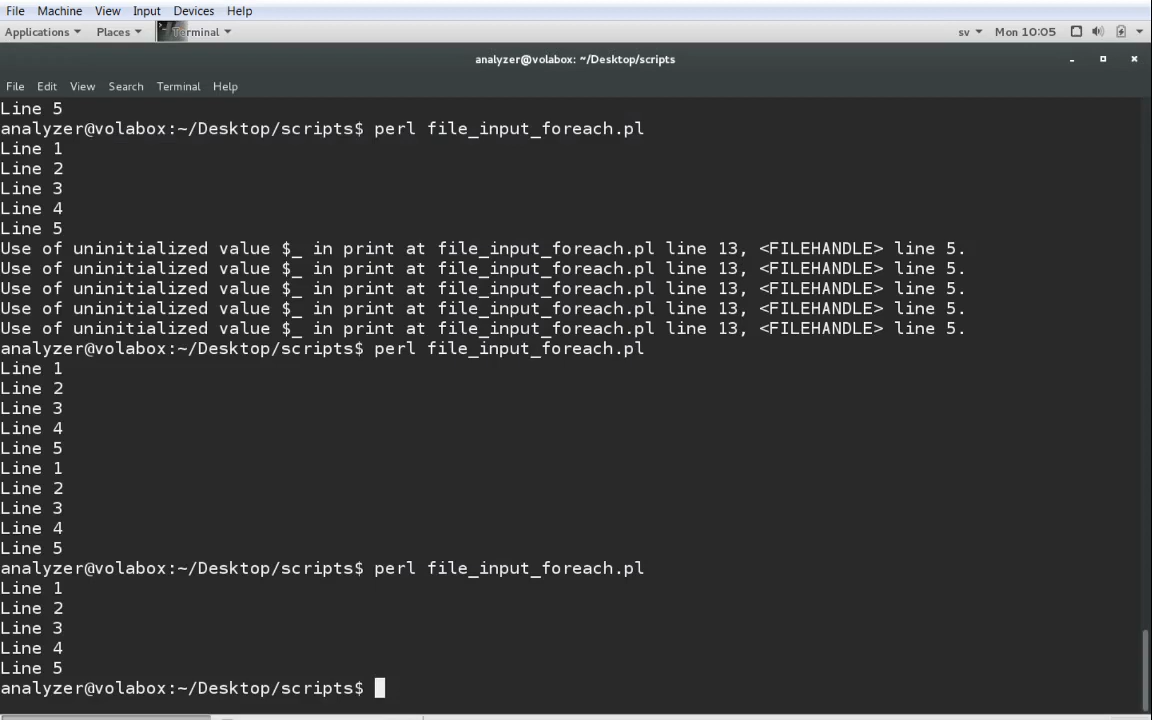 File Machine View Input Devices Help
Applications Places Terminal sv Mon 10:05
analyzer@volabox: ~/Desktop/scripts
File Edit View Search Terminal Help
Line 5
analyzer@volabox:~/Desktop/scripts$ perl file_input_foreach.pl
Line 1
Line 2
Line 3
Line 4
Line 5
Use of uninitialized value $_ in print at file_input_foreach.pl line 13, <FILEHANDLE> line 5.
Use of uninitialized value $_ in print at file_input_foreach.pl line 13, <FILEHANDLE> line 5.
Use of uninitialized value $_ in print at file_input_foreach.pl line 13, <FILEHANDLE> line 5.
Use of uninitialized value $_ in print at file_input_foreach.pl line 13, <FILEHANDLE> line 5.
Use of uninitialized value $_ in print at file_input_foreach.pl line 13, <FILEHANDLE> line 5.
analyzer@volabox:~/Desktop/scripts$ perl file_input_foreach.pl
Line 1
Line 2
Line 3
Line 4
Line 5
Line 1
Line 2
Line 3
Line 4
Line 5
analyzer@volabox:~/Desktop/scripts$ perl file_input_foreach.pl
Line 1
Line 2
Line 3
Line 4
Line 5
analyzer@volabox:~/Desktop/scripts$